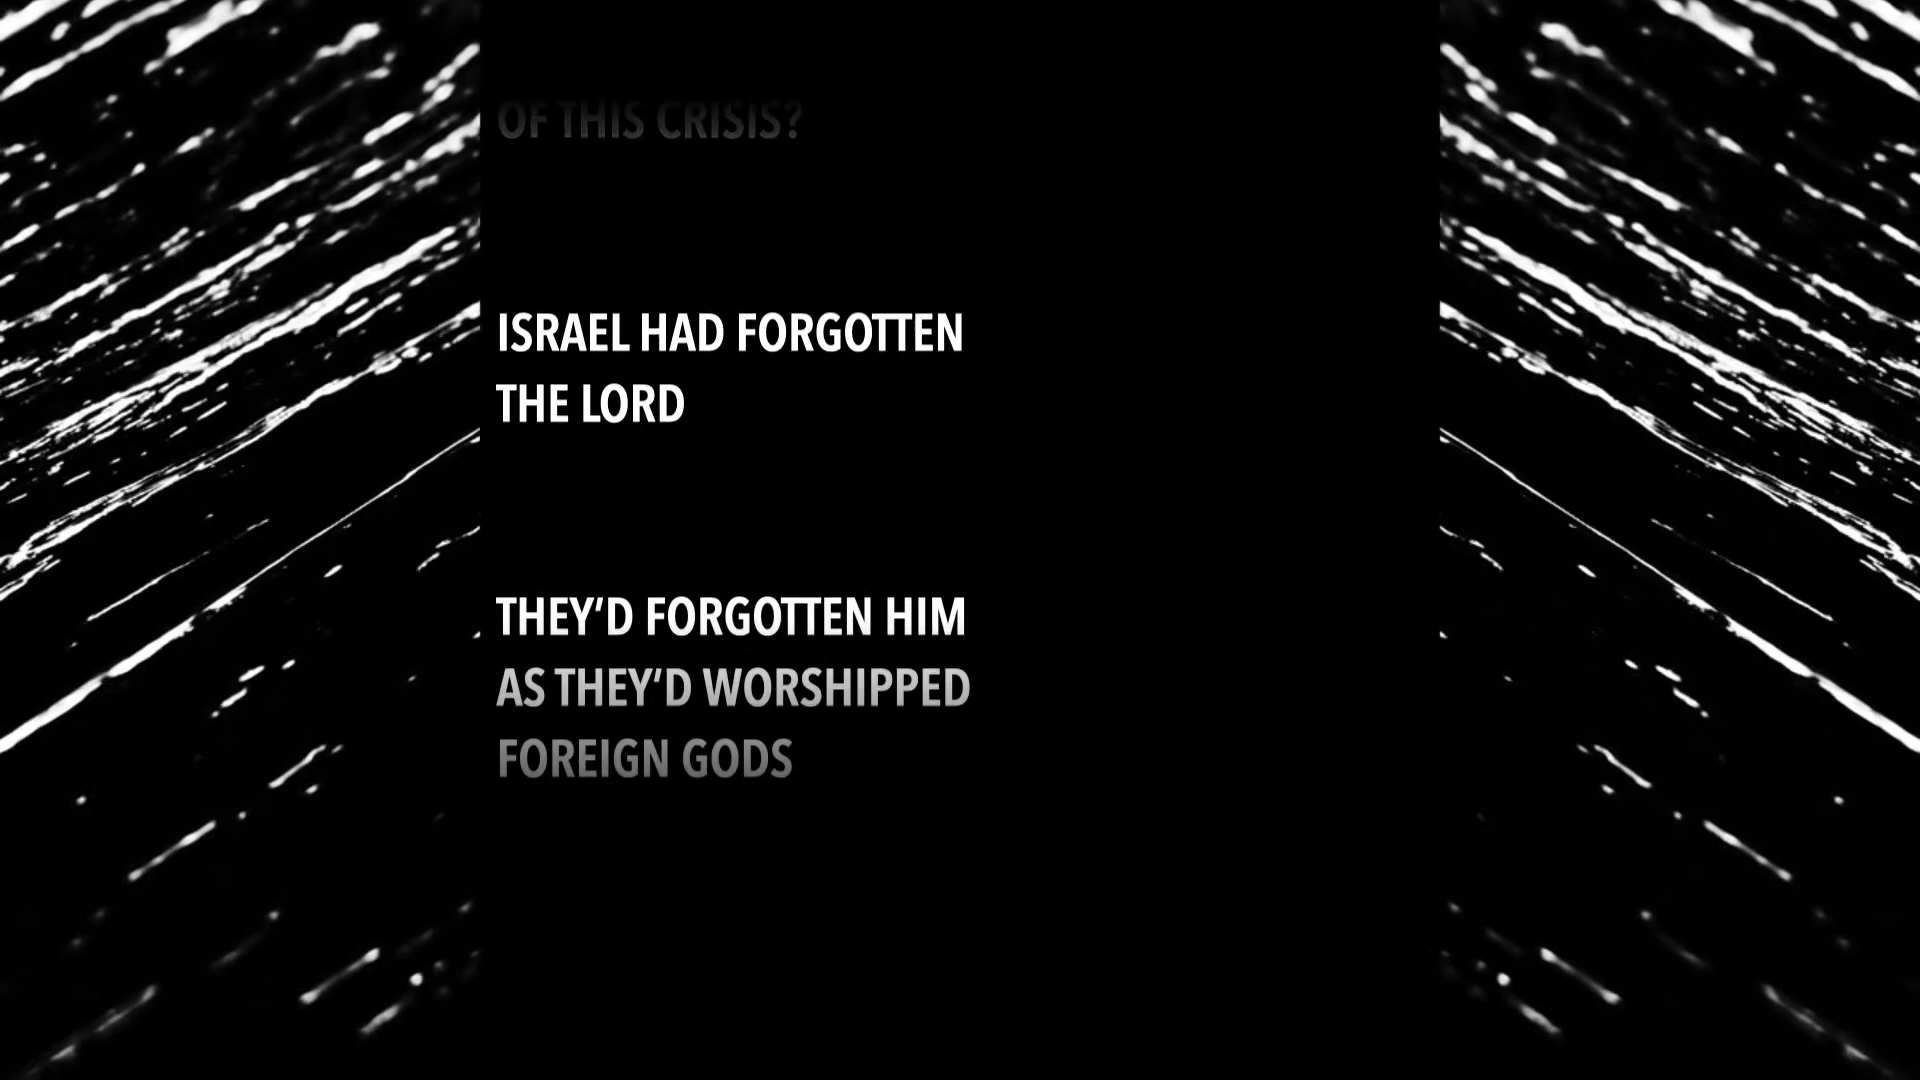 OF THIS CRISIS?
ISRAEL HAD FORGOTTEN
THE LORD
THEY’D FORGOTTEN HIM
AS THEY’D WORSHIPPED
FOREIGN GODS